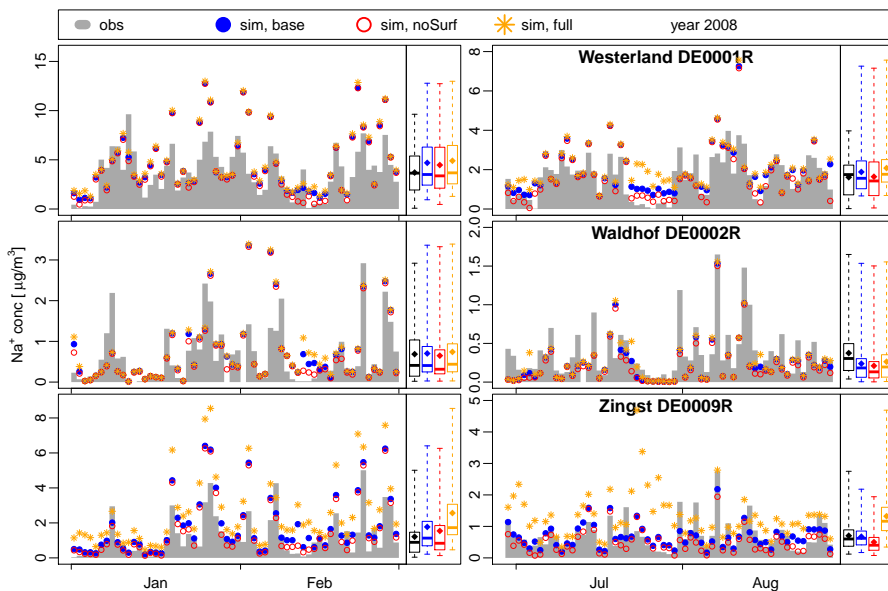 obs sim, base sim, noSurf sim, full year 2008
Westerland DE0001R
0 5 10 15
0 2 4 6 8
Waldhof DE0002R
Na⁺ conc [ µg/m³ ]
0 1 2 3
0.0 0.5 1.0 1.5 2.0
Zingst DE0009R
0 2 4 6 8
0 1 2 3 4 5
Jan Feb Jul Aug